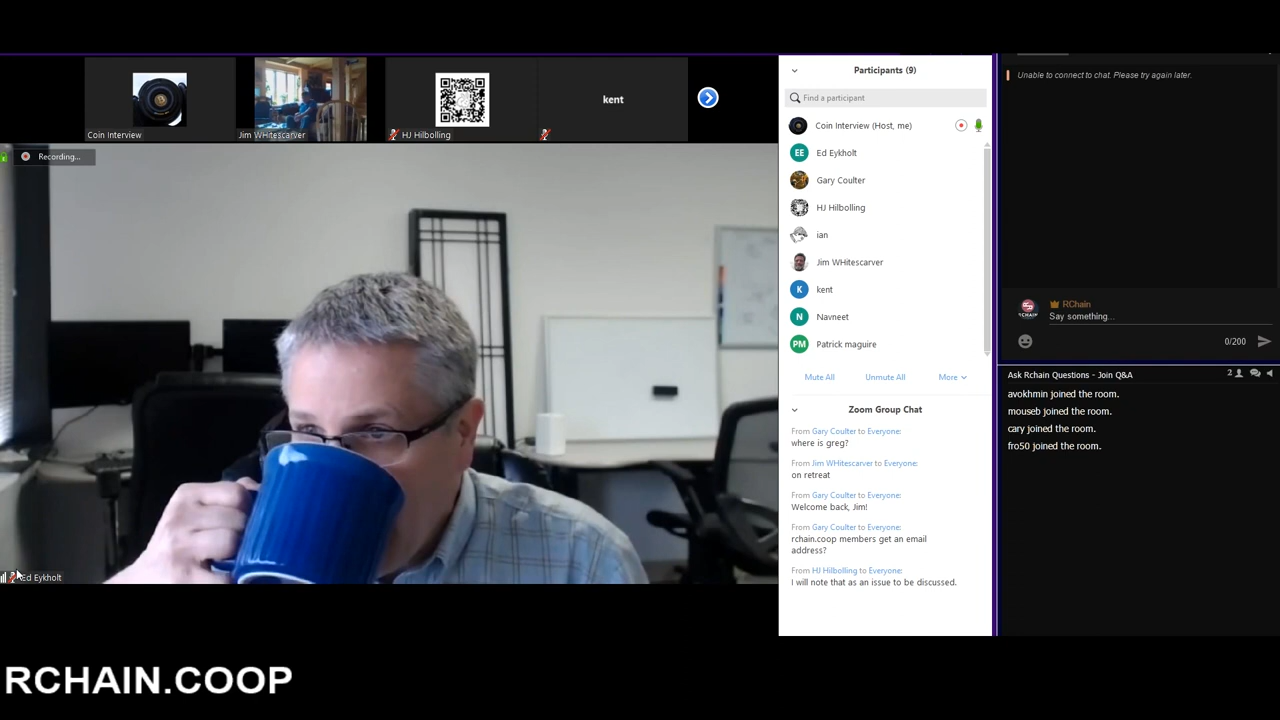 Coin Interview
Jim WHitescarver
HJ Hilbolling
kent
Recording...
Ed Eykholt
Participants (9)
Find a participant
Coin Interview (Host, me)
EE Ed Eykholt
Gary Coulter
HJ Hilbolling
ian
Jim WHitescarver
K kent
N Navneet
PM Patrick maguire
Mute All Unmute All More
Zoom Group Chat
From Gary Coulter to Everyone:
where is greg?
From Jim WHitescarver to Everyone:
on retreat
From Gary Coulter to Everyone:
Welcome back, Jim!
From Gary Coulter to Everyone:
rchain.coop members get an email
address?
From HJ Hilbolling to Everyone:
I will note that as an issue to be discussed.
Unable to connect to chat. Please try again later.
RCHAIN
RChain
Say something...
0/200
Ask Rchain Questions - Join Q&A 2
avokhmin joined the room.
mouseb joined the room.
cary joined the room.
fro50 joined the room.
RCHAIN.COOP